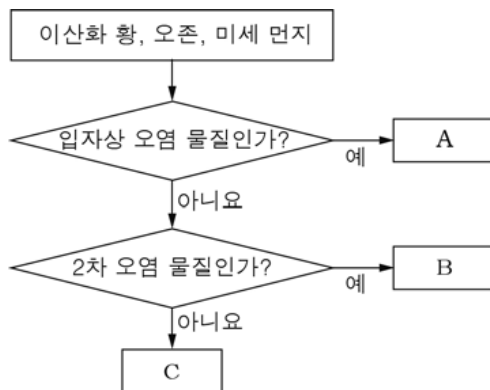 이산화 황, 오존, 미세 먼지
입자상 오염 물질인가?
예
A
아니요
2차 오염 물질인가?
예
B
아니요
C